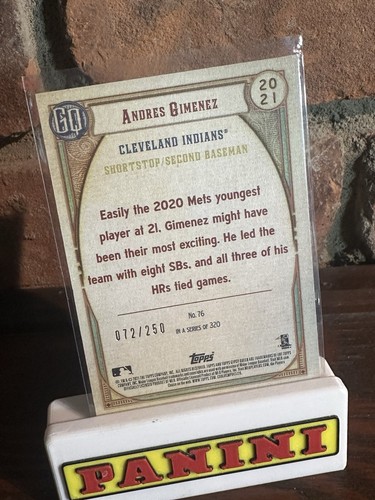 GQ
ANDRES GIMENEZ
20
21
CLEVELAND INDIANS®
SHORTSTOP/SECOND BASEMAN
Easily the 2020 Mets youngest
player at 21, Gimenez might have
been their most exciting. He led the
team with eight SBs, and all three of his
HRs tied games.
No. 76
072/250
IN A SERIES OF 320
Topps
PANINI